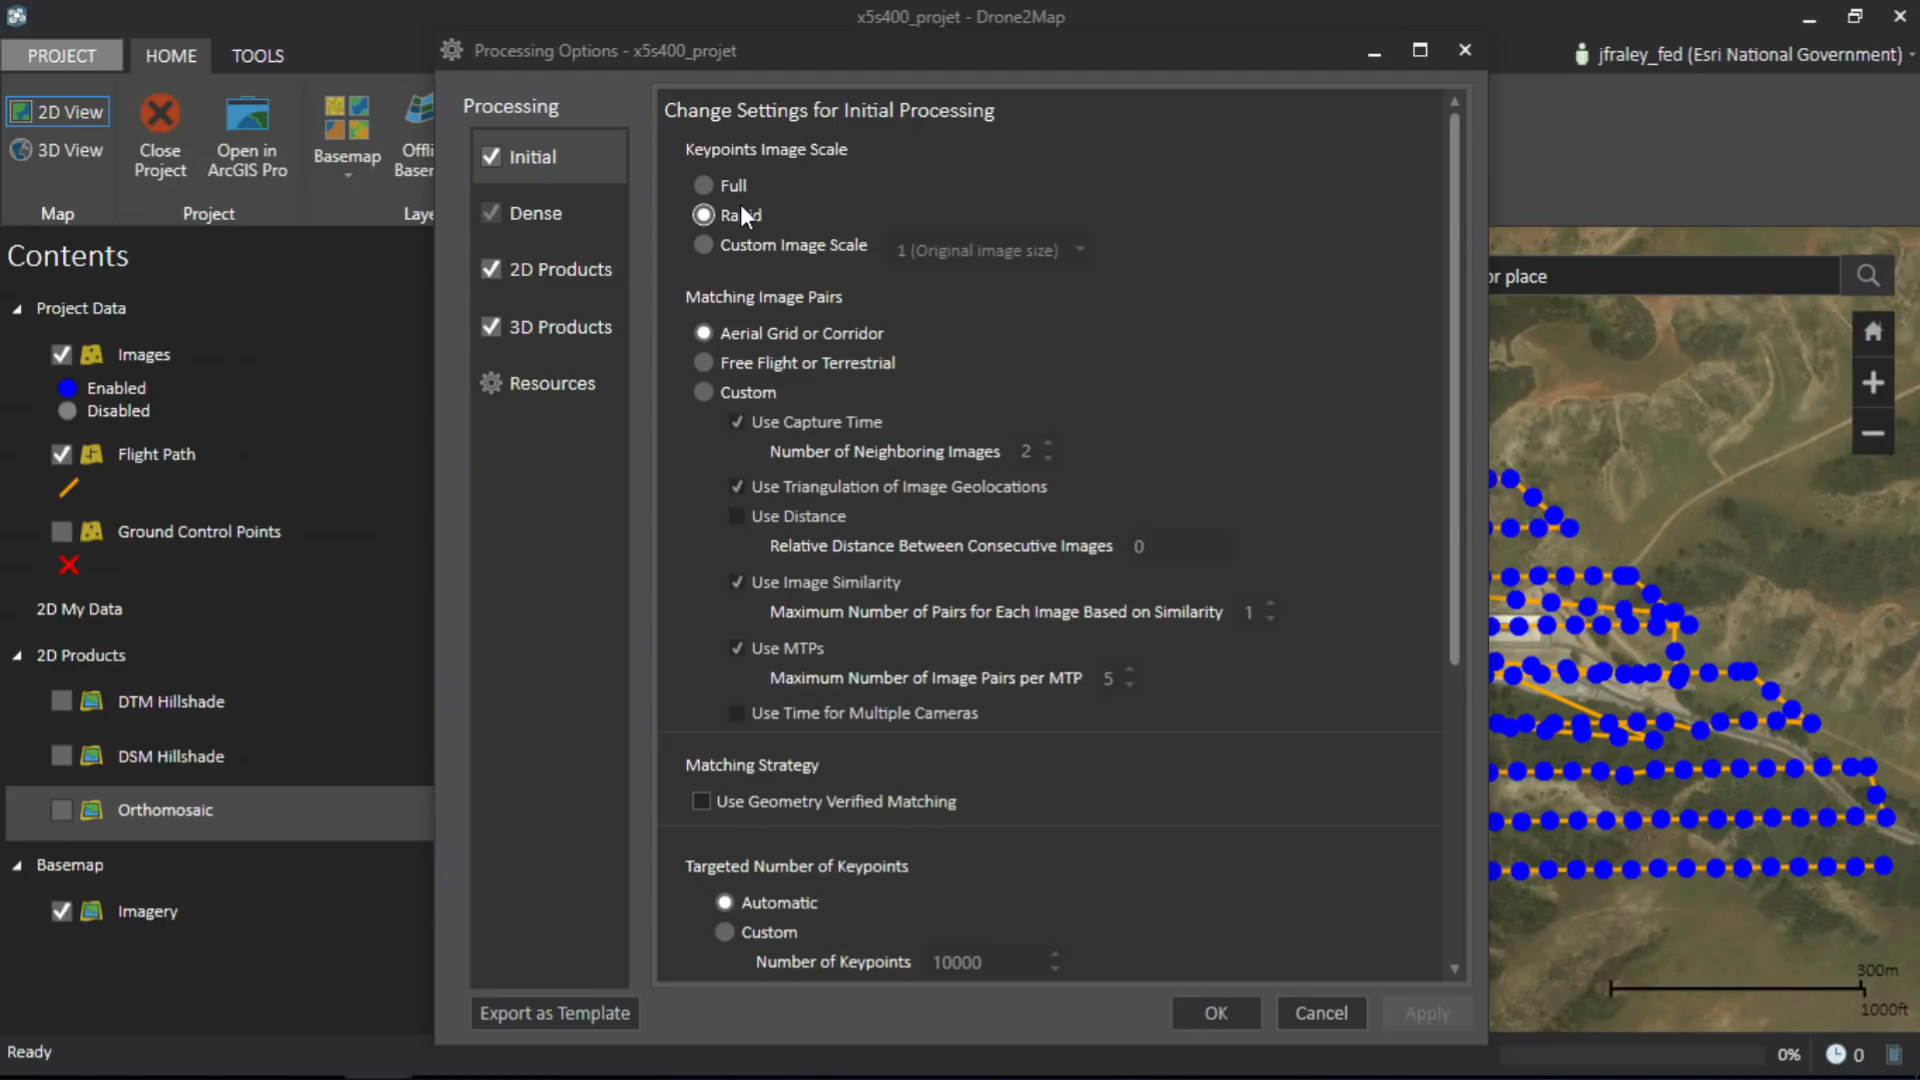 x5s400_projet - Drone2Map
PROJECT
HOME
TOOLS
jfraley_fed (Esri National Government)
2D View
3D View
Close Project
Open in ArcGIS Pro
Basemap
Offli
Baser
Map
Project
Laye
Contents
Project Data
Images
Enabled
Disabled
Flight Path
Ground Control Points
2D My Data
2D Products
DTM Hillshade
DSM Hillshade
Orthomosaic
Basemap
Imagery
Ready
Processing Options - x5s400_projet
Processing
Initial
Dense
2D Products
3D Products
Resources
Export as Template
Change Settings for Initial Processing
Keypoints Image Scale
Full
Rapid
Custom Image Scale
1 (Original image size)
Matching Image Pairs
Aerial Grid or Corridor
Free Flight or Terrestrial
Custom
Use Capture Time
Number of Neighboring Images 2
Use Triangulation of Image Geolocations
Use Distance
Relative Distance Between Consecutive Images 0
Use Image Similarity
Maximum Number of Pairs for Each Image Based on Similarity 1
Use MTPs
Maximum Number of Image Pairs per MTP 5
Use Time for Multiple Cameras
Matching Strategy
Use Geometry Verified Matching
Targeted Number of Keypoints
Automatic
Custom
Number of Keypoints 10000
OK
Cancel
Apply
or place
300m
1000ft
0%
0